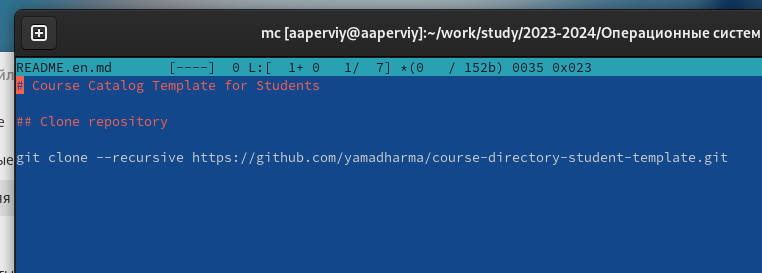 mc [aaperviy@aaperviy]:~/work/study/2023-2024/Операционные систем
README.en.md [----] 0 L:[ 1+ 0 1/ 7] *(0 / 152b) 0035 0x023
# Course Catalog Template for Students
## Clone repository
git clone --recursive https://github.com/yamadharma/course-directory-student-template.git